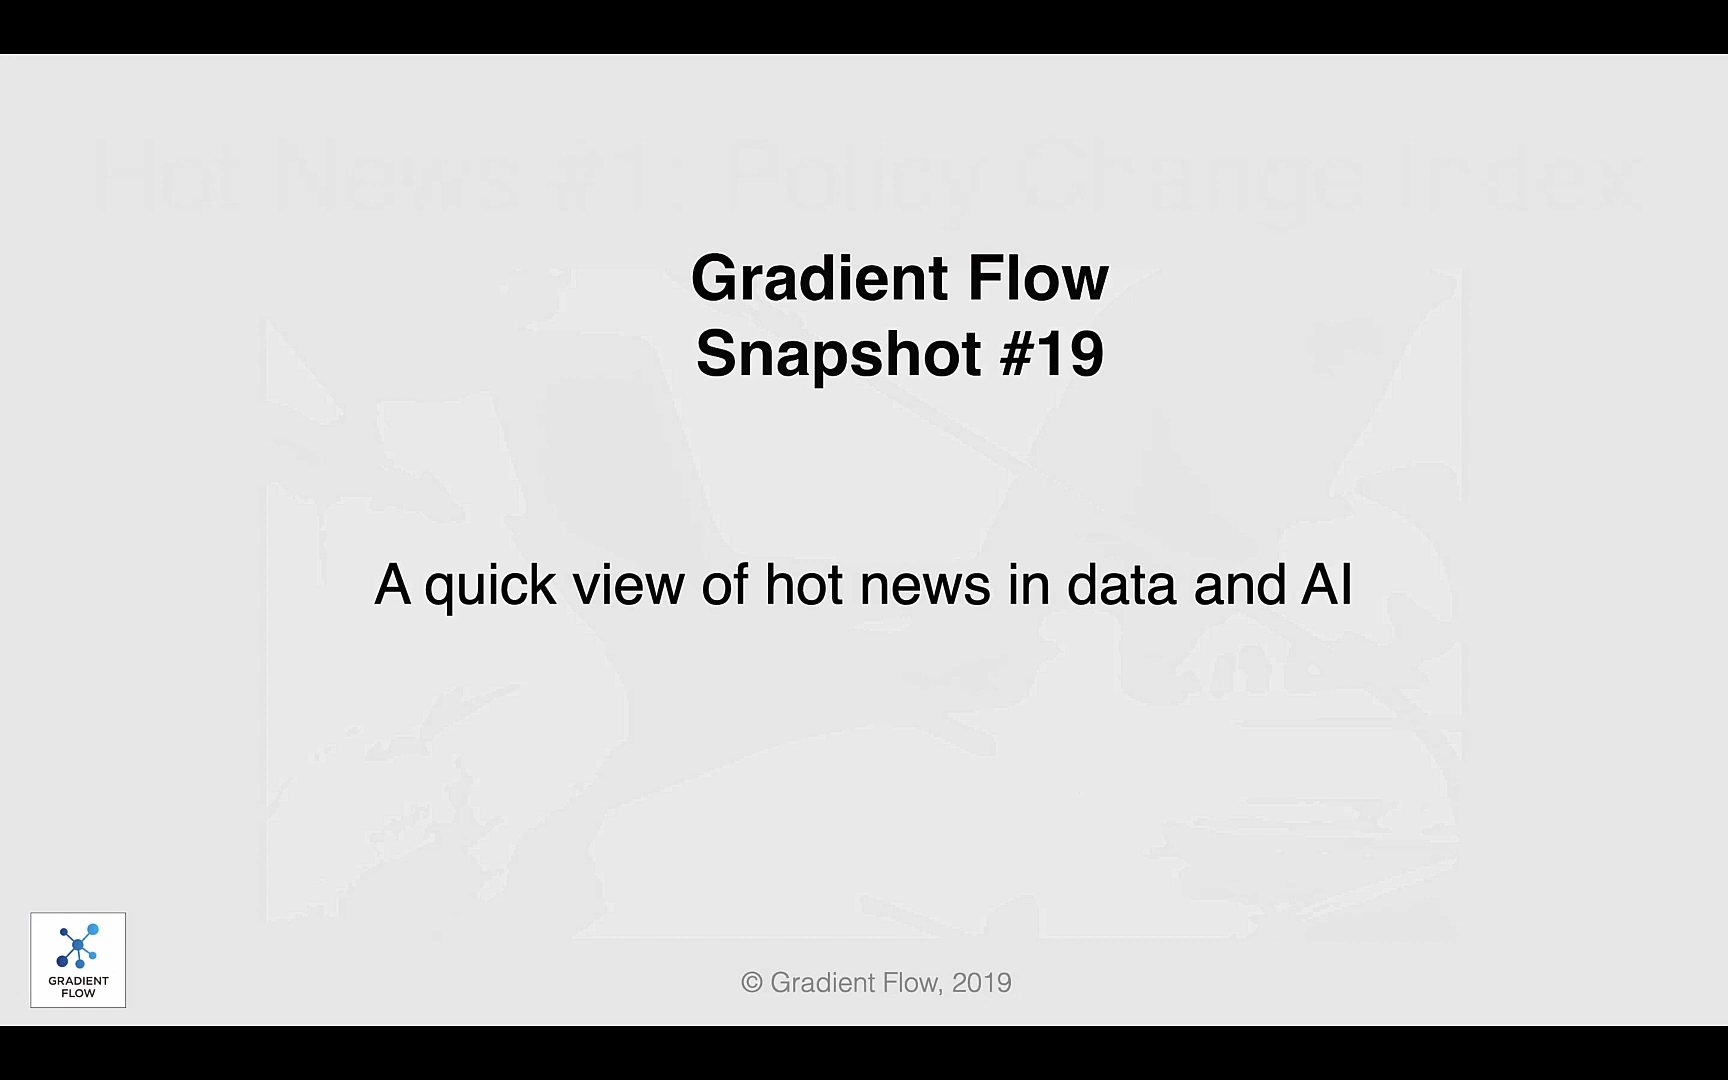 Hot News #1: Policy Change Index
Gradient Flow
Snapshot #19
A quick view of hot news in data and AI
GRADIENT
FLOW
© Gradient Flow, 2019